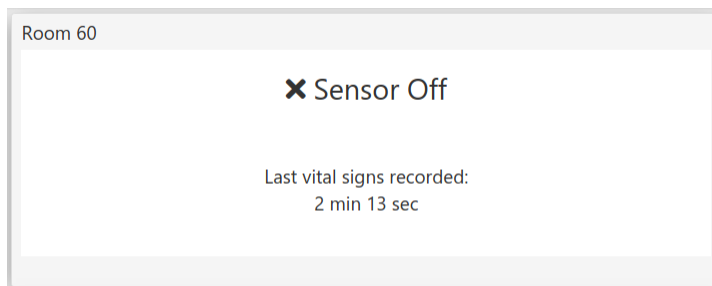 Room 60
✖ Sensor Off
Last vital signs recorded:
2 min 13 sec